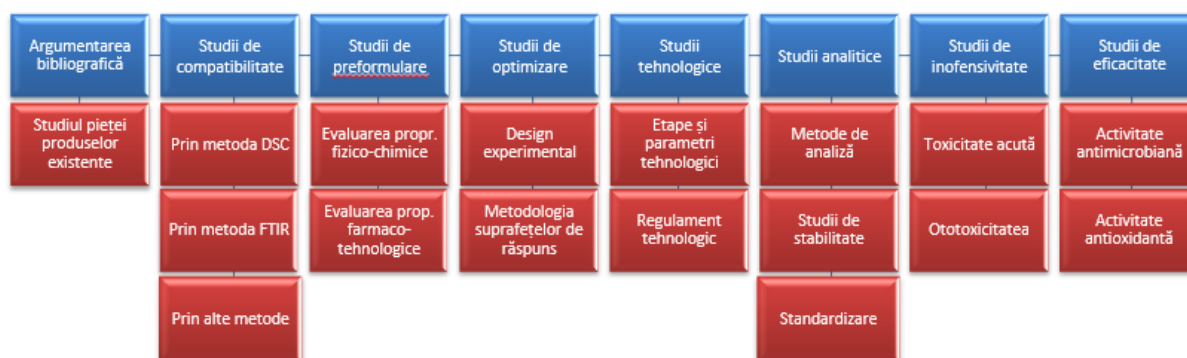 Argumentarea
bibliografică
Studii de
compatibilitate
Studii de
preformulare
Studii de
optimizare
Studii
tehnologice
Studii analitice
Studii de
inofensivitate
Studii de
eficacitate
Studiul pieței
produselor
existente
Prin metoda DSC
Evaluarea propr.
fizico-chimice
Design
experimental
Etape și
parametri
tehnologici
Metode de
analiză
Toxicitate acută
Activitate
antimicrobiană
Prin metoda FTIR
Evaluarea prop.
farmaco-
tehnologice
Metodologia
suprafețelor de
răspuns
Regulament
tehnologic
Studii de
stabilitate
Ototoxicitatea
Activitate
antioxidantă
Prin alte metode
Standardizare